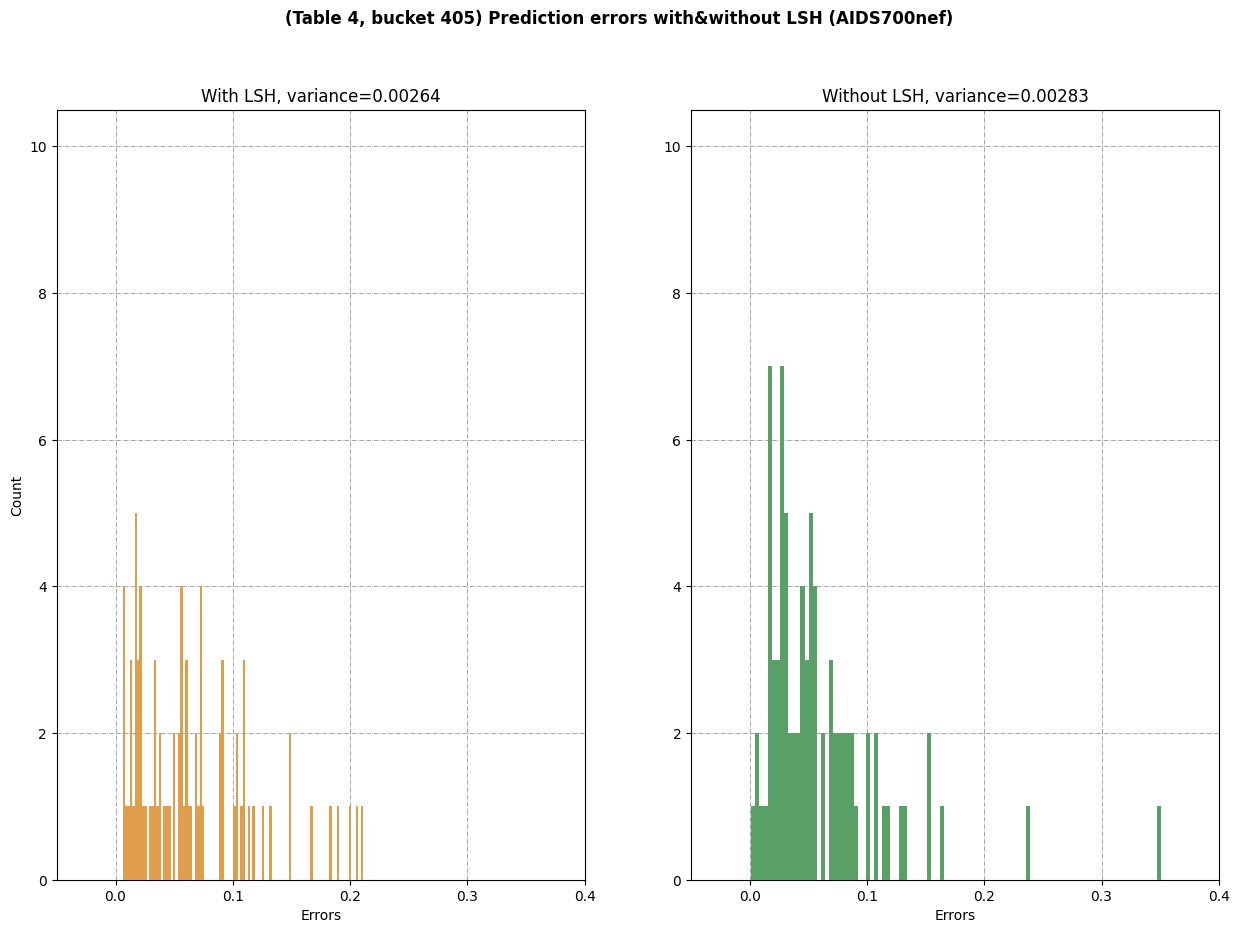 (Table 4, bucket 405) Prediction errors with&without LSH (AIDS700nef)
With LSH, variance=0.00264
10
8
6
4
2
0
Count
0.0 0.1 0.2 0.3 0.4
Errors
Without LSH, variance=0.00283
10
8
6
4
2
0
0.0 0.1 0.2 0.3 0.4
Errors